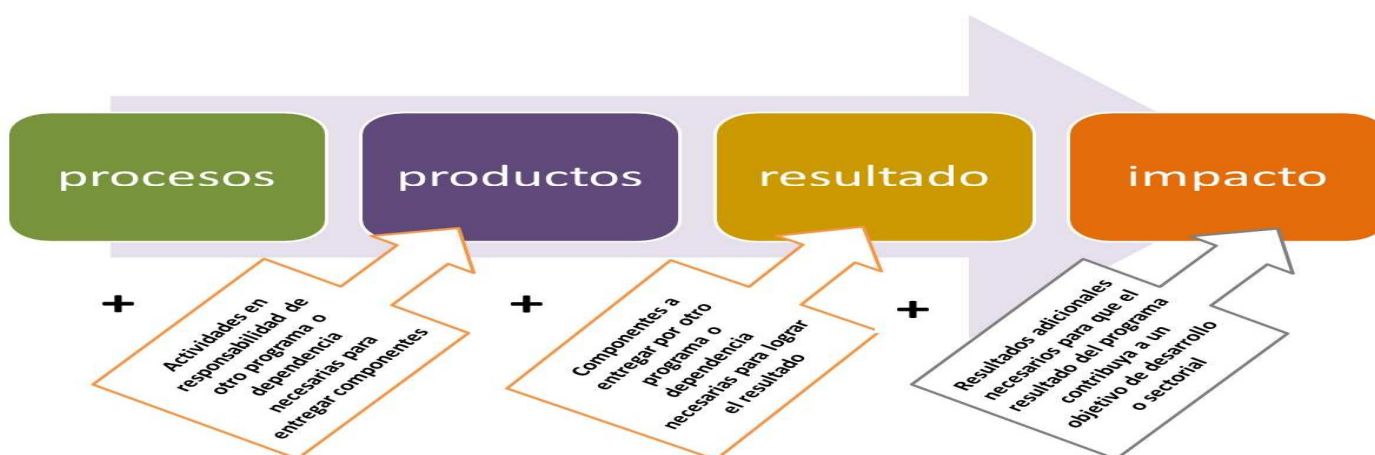 procesos
productos
resultado
impacto
+
Actividades en
responsabilidad de
otro programa o
dependencia
necesarias para
entregar componentes
+
Componentes a
entregar por otro
programa o
dependencia
necesarias para lograr
el resultado
+
Resultados adicionales
necesarios para que el
resultado del programa
contribuya a un
objetivo de desarrollo
o sectorial